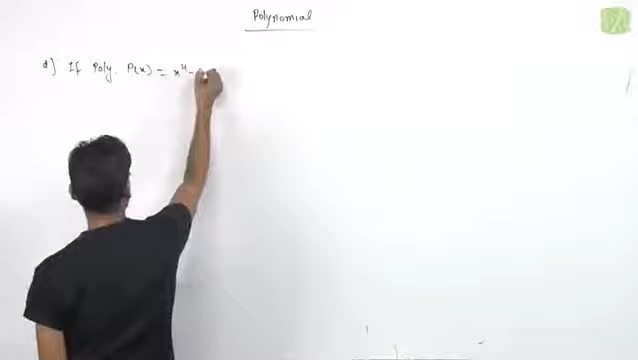 Polynomial
If Poly. P(x) = x⁴ -